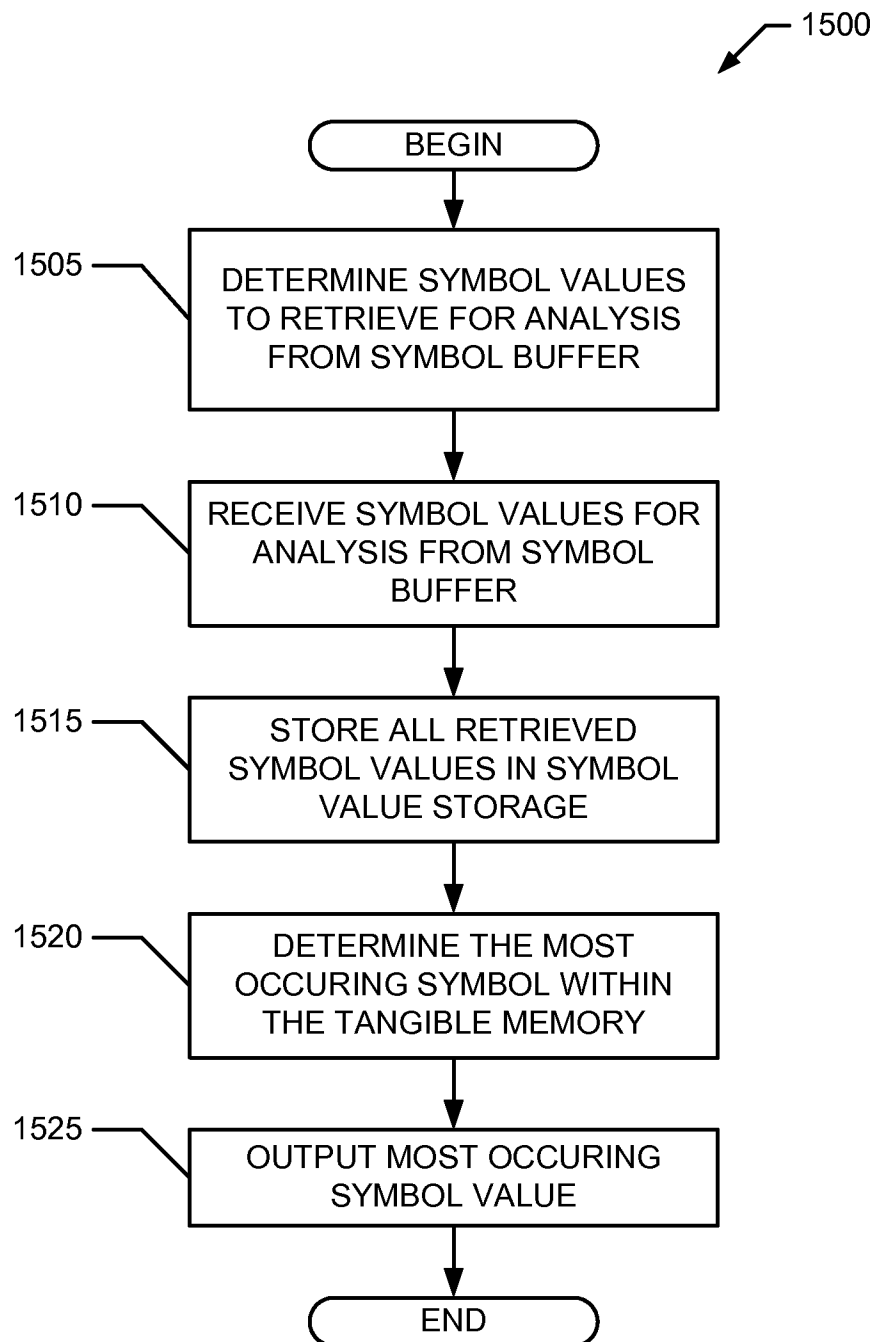 1500
BEGIN
1505
DETERMINE SYMBOL VALUES
TO RETRIEVE FOR ANALYSIS
FROM SYMBOL BUFFER
1510
RECEIVE SYMBOL VALUES FOR
ANALYSIS FROM SYMBOL
BUFFER
1515
STORE ALL RETRIEVED
SYMBOL VALUES IN SYMBOL
VALUE STORAGE
1520
DETERMINE THE MOST
OCCURING SYMBOL WITHIN
THE TANGIBLE MEMORY
1525
OUTPUT MOST OCCURING
SYMBOL VALUE
END